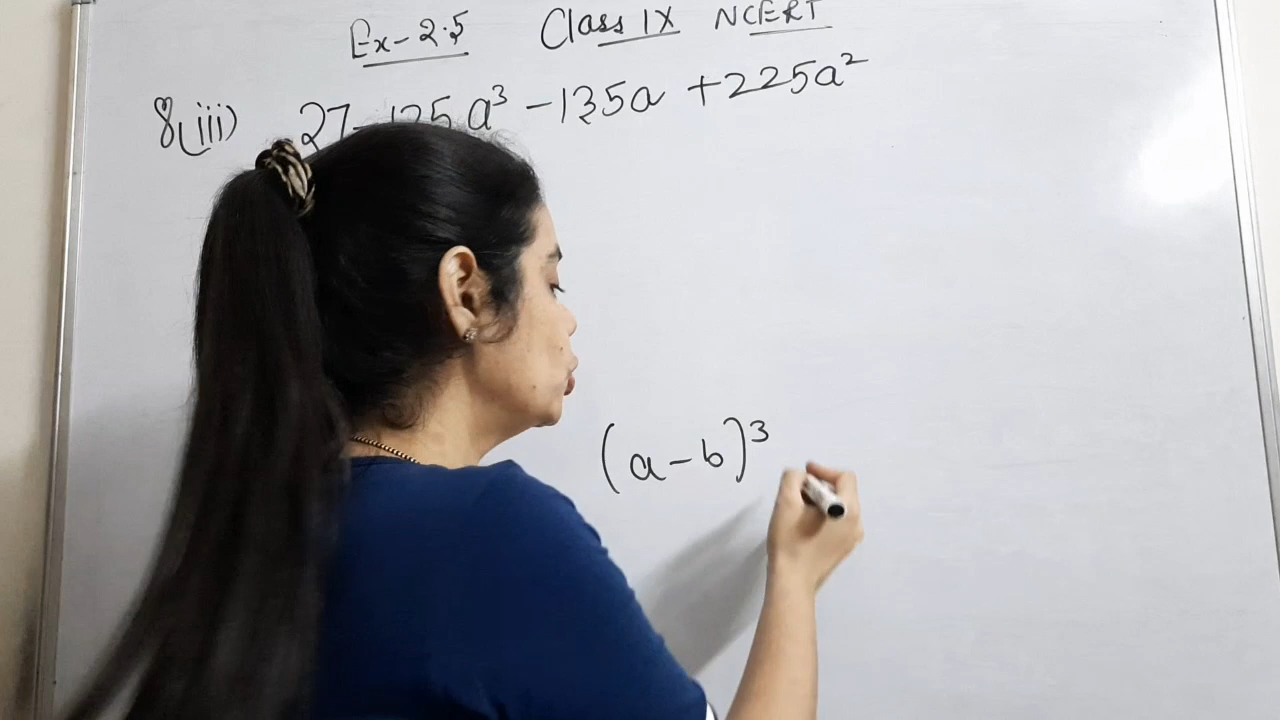 Ex-2.5 Class IX NCERT
8(iii) 27-125a³ -135a +225a²
(a-b)³